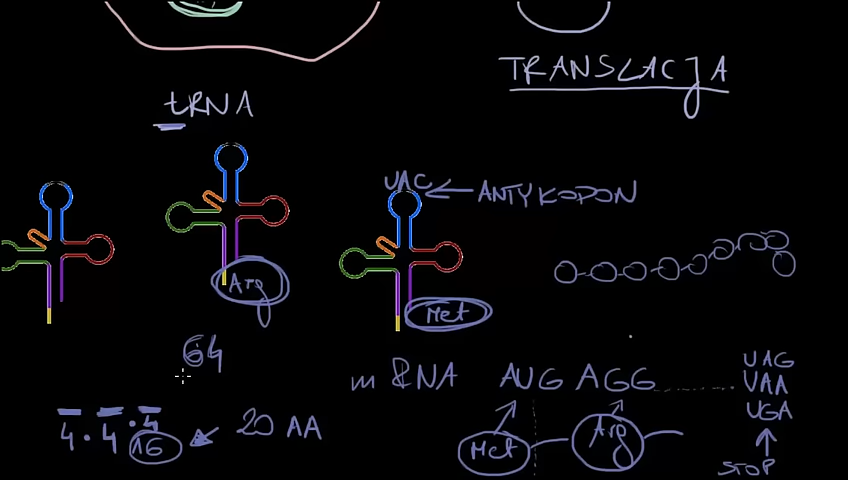 TRANSLACJA
tRNA
UAC ← ANTYKODON
Arg
Met
64
mRNA AUG AGG
UAG
UAA
UGA
4 · 4 · 4
16
20 AA
Met
Arg
STOP